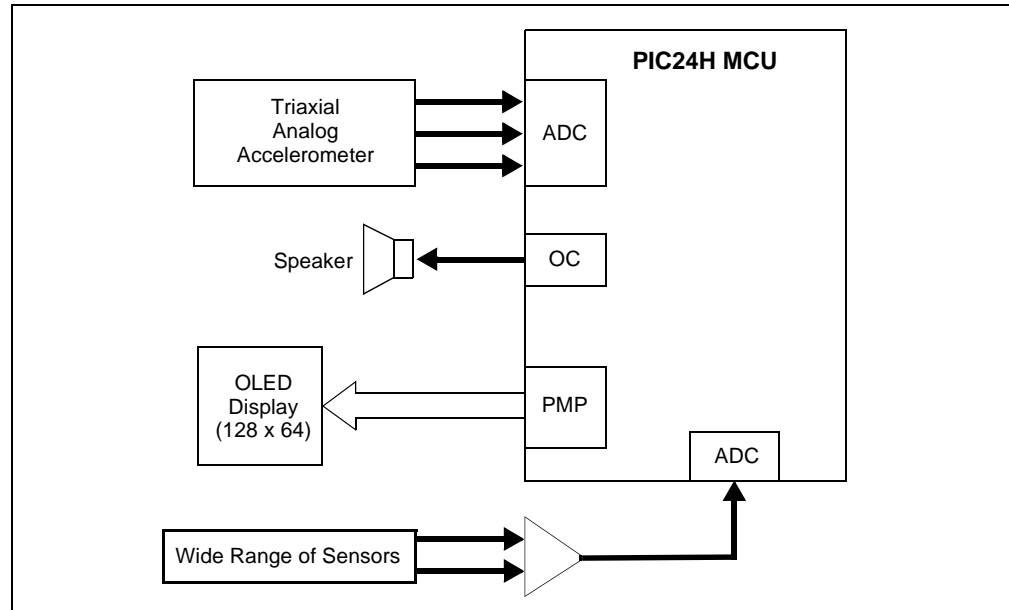 PIC24H MCU
Triaxial
Analog
Accelerometer
ADC
Speaker
OC
OLED
Display
(128 x 64)
PMP
ADC
Wide Range of Sensors